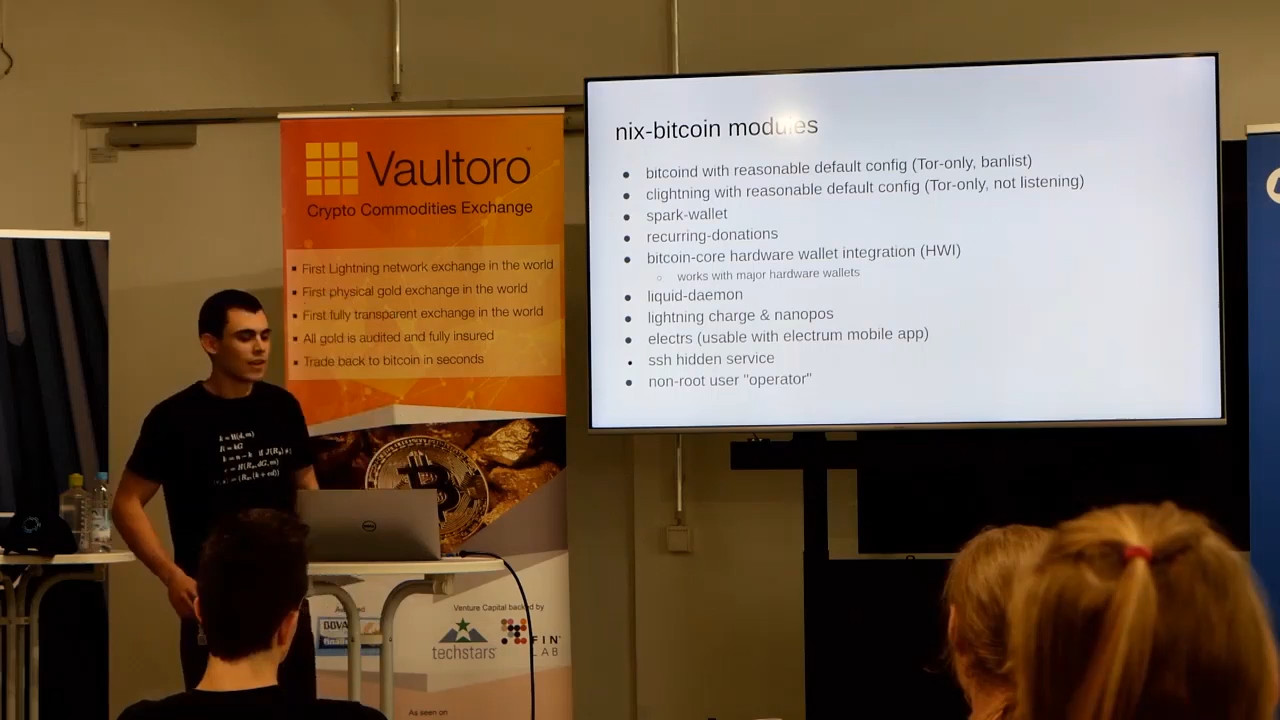 Vaultoro
Crypto Commodities Exchange
▪ First Lightning network exchange in the world
▪ First physical gold exchange in the world
▪ First fully transparent exchange in the world
▪ All gold is audited and fully insured
▪ Trade back to bitcoin in seconds
nix-bitcoin modules
● bitcoind with reasonable default config (Tor-only, banlist)
● clightning with reasonable default config (Tor-only, not listening)
● spark-wallet
● recurring-donations
● bitcoin-core hardware wallet integration (HWI)
○ works with major hardware wallets
● liquid-daemon
● lightning charge & nanopos
● electrs (usable with electrum mobile app)
● ssh hidden service
● non-root user "operator"
R = kG
DELL
BBVA
Venture Capital backed by
techstars
FIN
LAB
As seen on